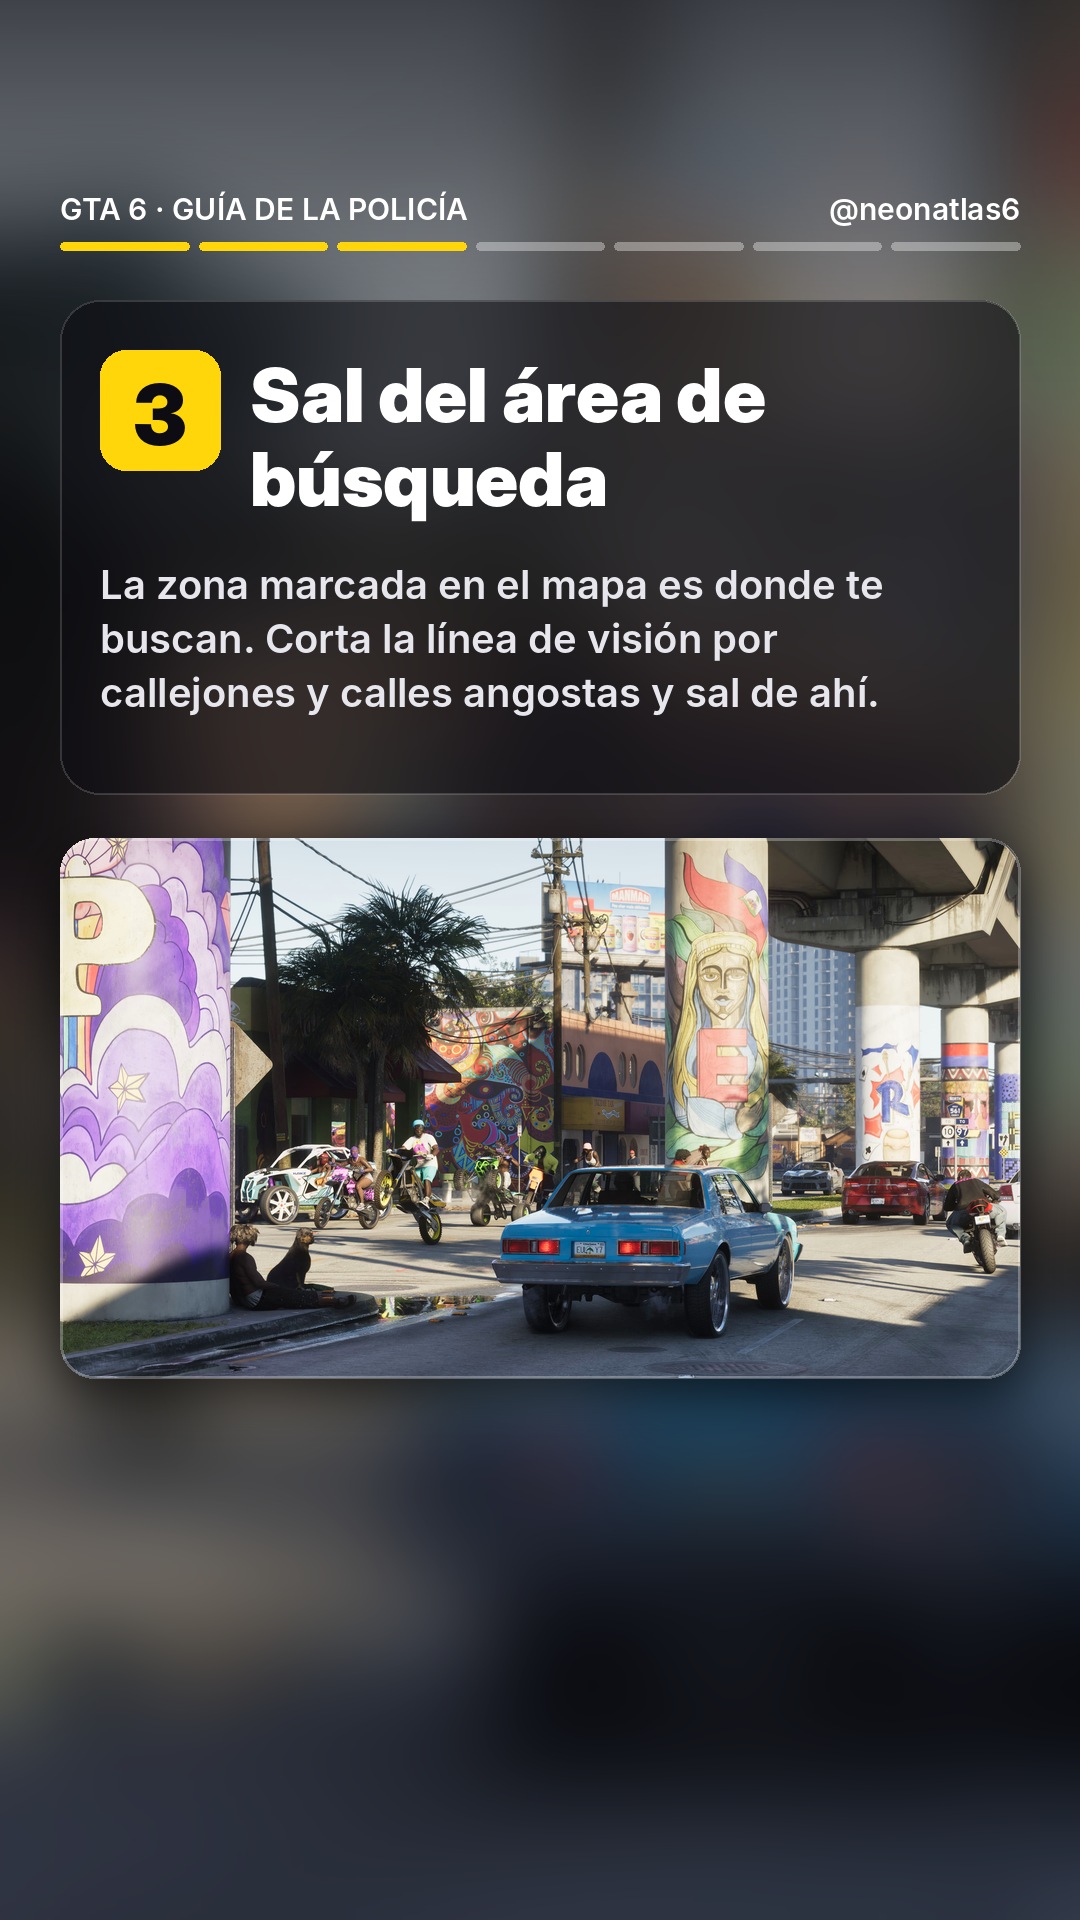 GTA 6 · GUÍA DE LA POLICÍA
@neonatlas6
3
Sal del área de
búsqueda
La zona marcada en el mapa es donde te
buscan. Corta la línea de visión por
callejones y calles angostas y sal de ahí.
P
MANMAN
E
R